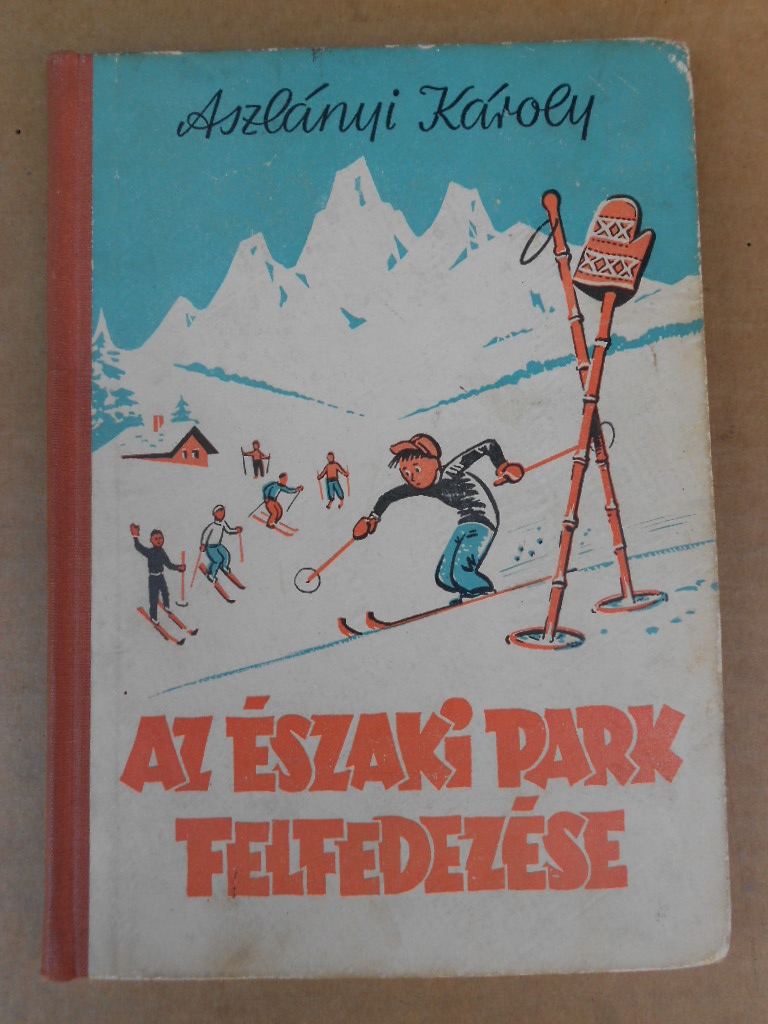 Aszlányi Károly
AZ ÉSZAKi PARK
FELFEDEZÉSE